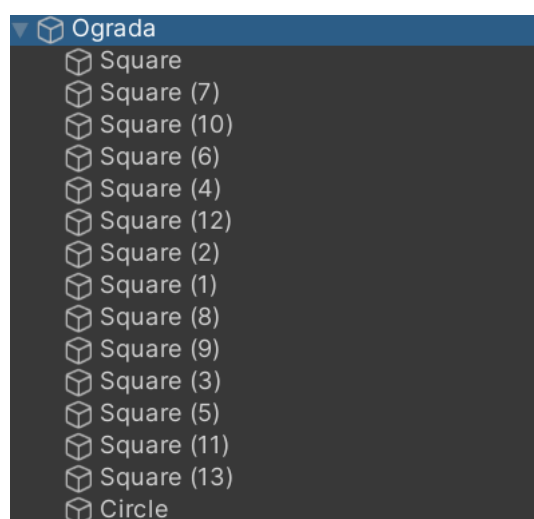 Ograda
Square
Square (7)
Square (10)
Square (6)
Square (4)
Square (12)
Square (2)
Square (1)
Square (8)
Square (9)
Square (3)
Square (5)
Square (11)
Square (13)
Circle